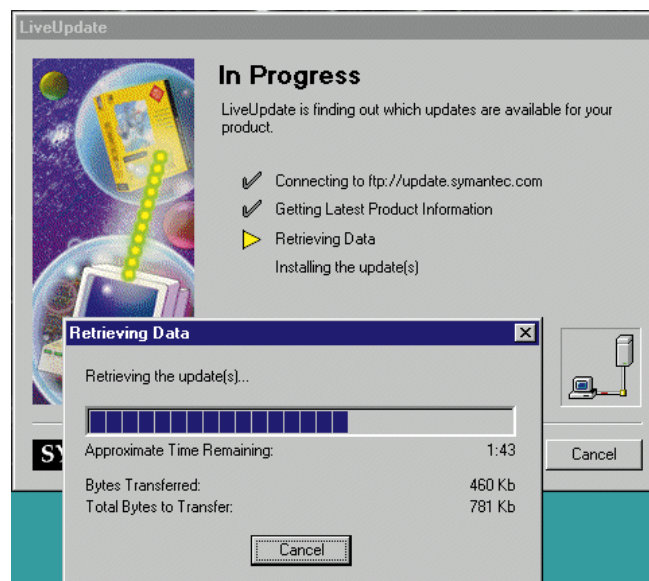 LiveUpdate
In Progress
LiveUpdate is finding out which updates are available for your
product.
Connecting to ftp://update.symantec.com
Getting Latest Product Information
Retrieving Data
Installing the update(s)
Retrieving Data
Retrieving the update(s)...
Approximate Time Remaining: 1:43
Bytes Transferred: 460 Kb
Total Bytes to Transfer: 781 Kb
Cancel
SY
Cancel